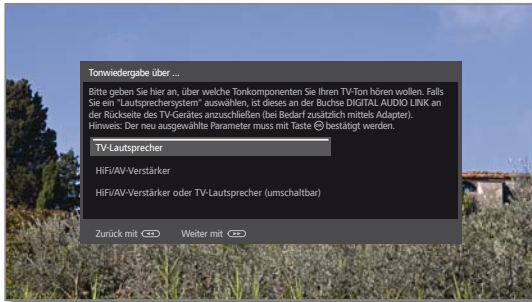 Tonwiedergabe über ...
Bitte geben Sie hier an, über welche Tonkomponenten Sie Ihren TV-Ton hören wollen. Falls
Sie ein "Lautsprechersystem" auswählen, ist dieses an der Buchse DIGITAL AUDIO LINK an
der Rückseite des TV-Gerätes anzuschließen (bei Bedarf zusätzlich mittels Adapter).
Hinweis: Der neu ausgewählte Parameter muss mit Taste OK bestätigt werden.
TV-Lautsprecher
HiFi/AV-Verstärker
HiFi/AV-Verstärker oder TV-Lautsprecher (umschaltbar)
Zurück mit Weiter mit